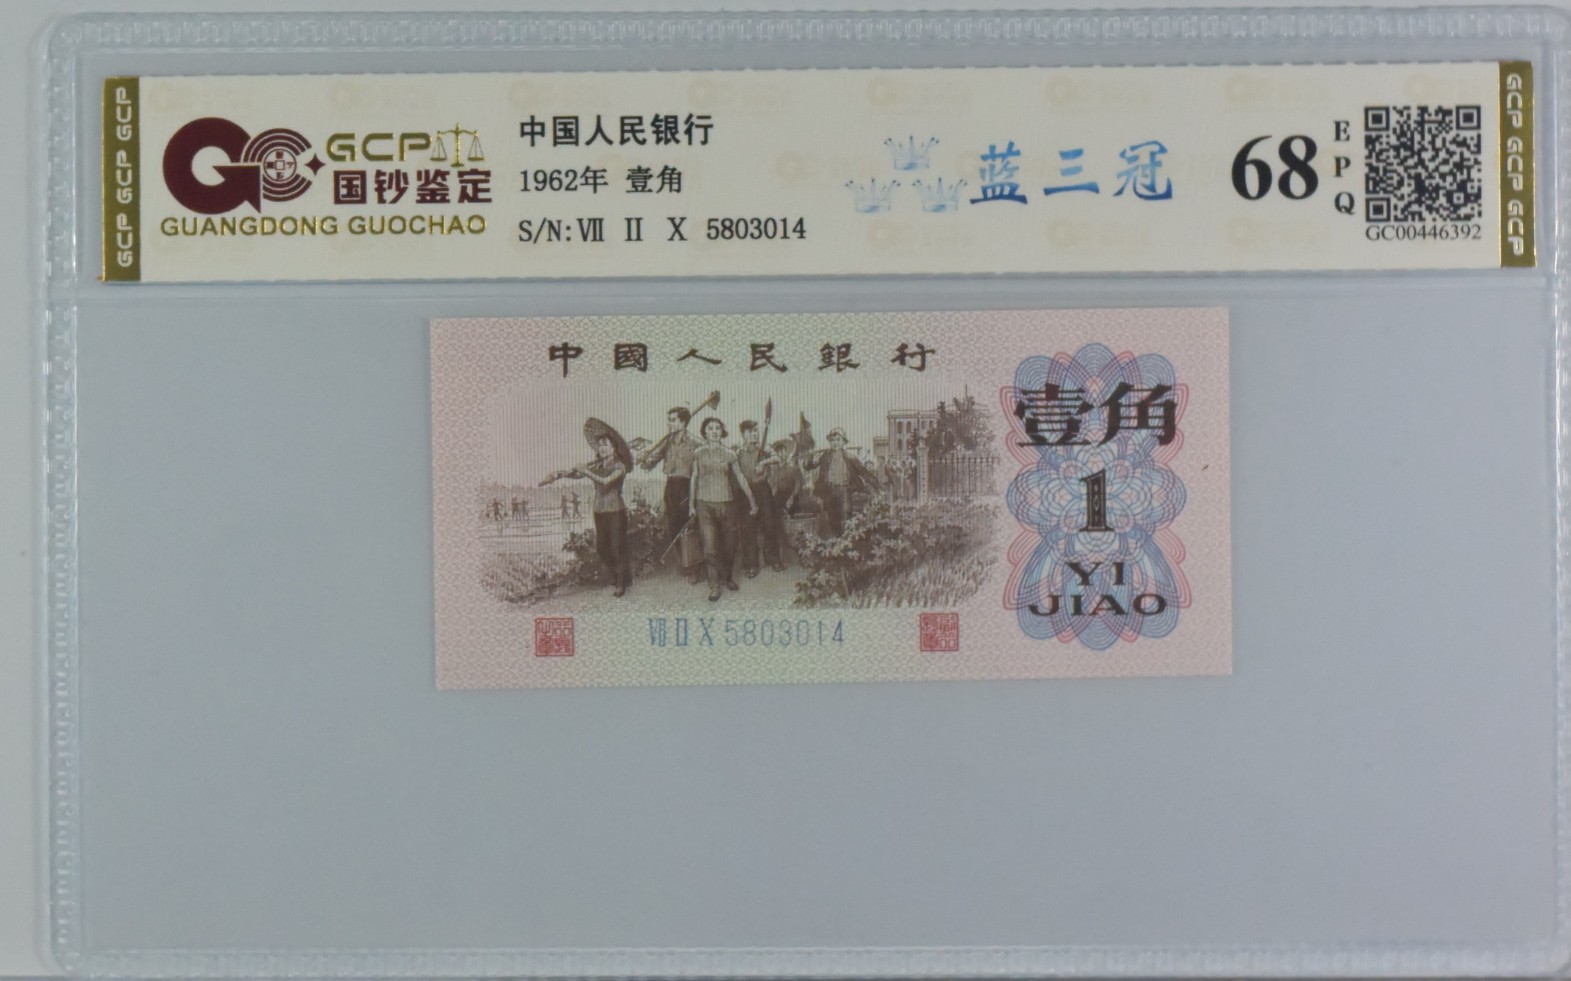 GCP GCP GCP
GCP
国钞鉴定
GUANGDONG GUOCHAO
中国人民银行
1962年 壹角
S/N: Ⅶ Ⅱ Ⅹ 5803014
蓝三冠
68
EPQ
GC00446392
GCP GCP GCP
中國人民銀行
壹角
1
YI
JIAO
Ⅶ Ⅱ Ⅹ 5803014